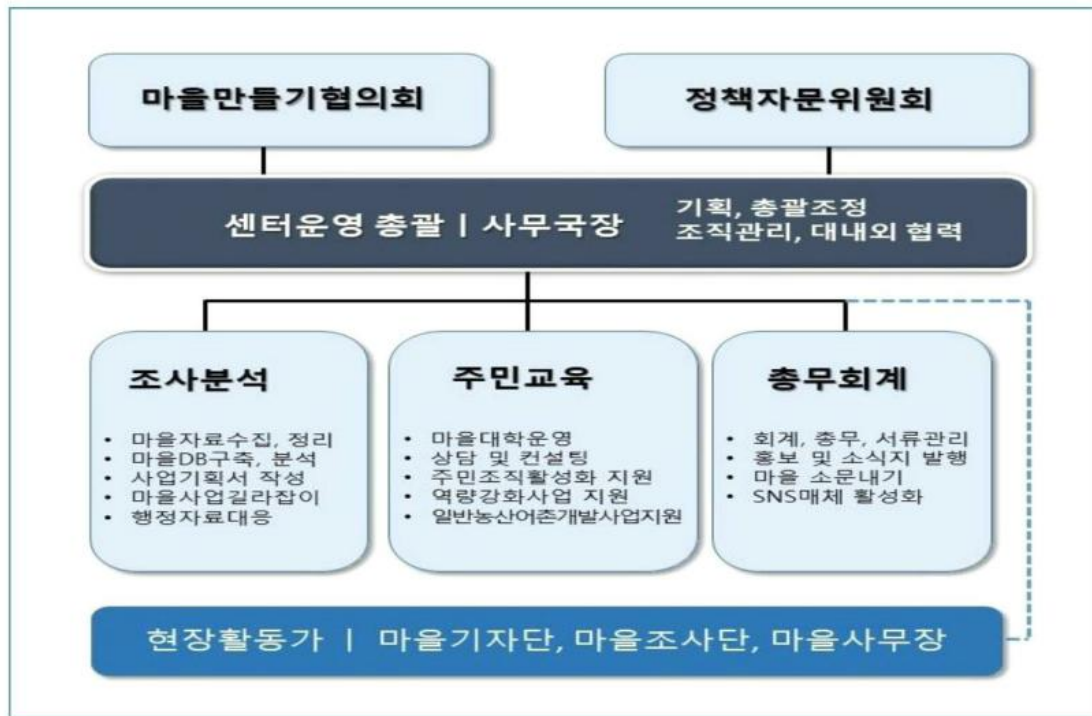 마을만들기협의회
정책자문위원회
센터운영 총괄 | 사무국장
기획, 총괄조정
조직관리, 대내외 협력
조사분석
• 마을자료수집, 정리
• 마을DB구축, 분석
• 사업기획서 작성
• 마을사업길라잡이
• 행정자료대응
주민교육
• 마을대학운영
• 상담 및 컨설팅
• 주민조직활성화 지원
• 역량강화사업 지원
• 일반농산어촌개발사업지원
총무회계
• 회계, 총무, 서류관리
• 홍보 및 소식지 발행
• 마을 소문내기
• SNS매체 활성화
현장활동가 | 마을기자단, 마을조사단, 마을사무장